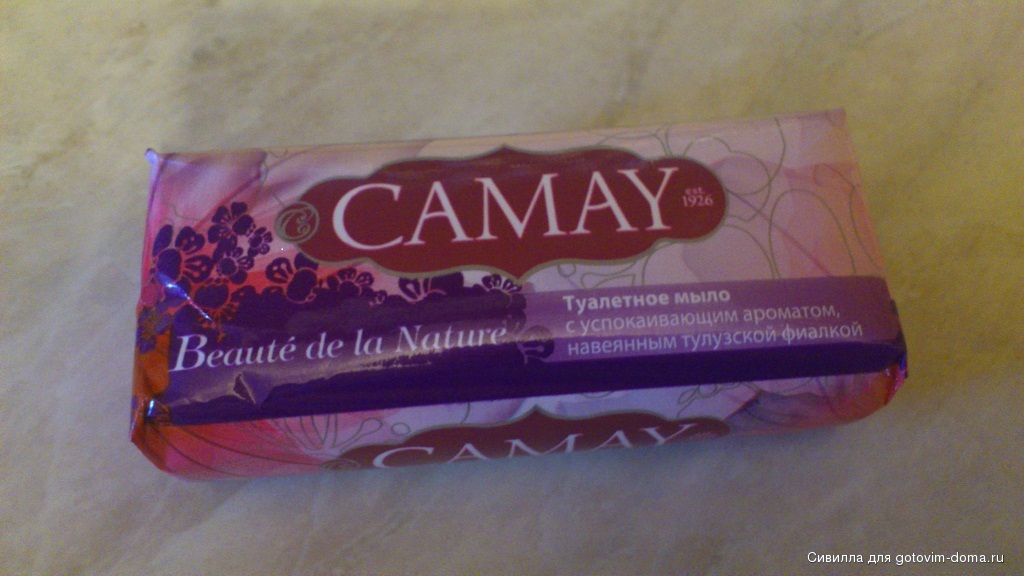 CAMAY
est.
1926
Beauté de la Nature
Туалетное мыло
с успокаивающим ароматом,
навеянным тулузской фиалкой
CAMAY
Сивилла для gotovim-doma.ru